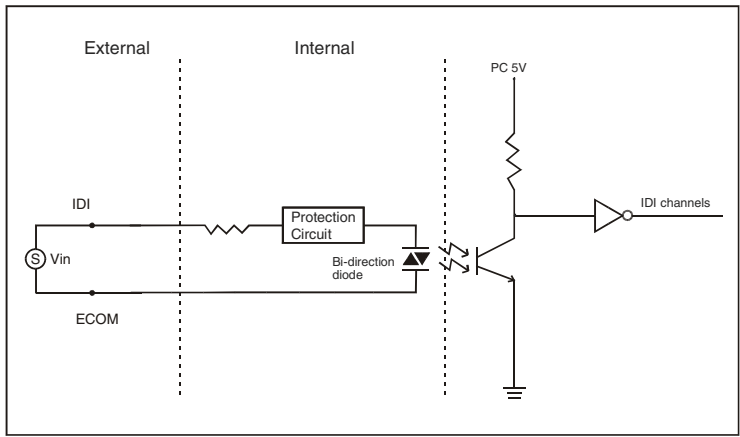 External
Internal
PC 5V
IDI
Protection
Circuit
IDI channels
S
Vin
Bi-direction
diode
ECOM